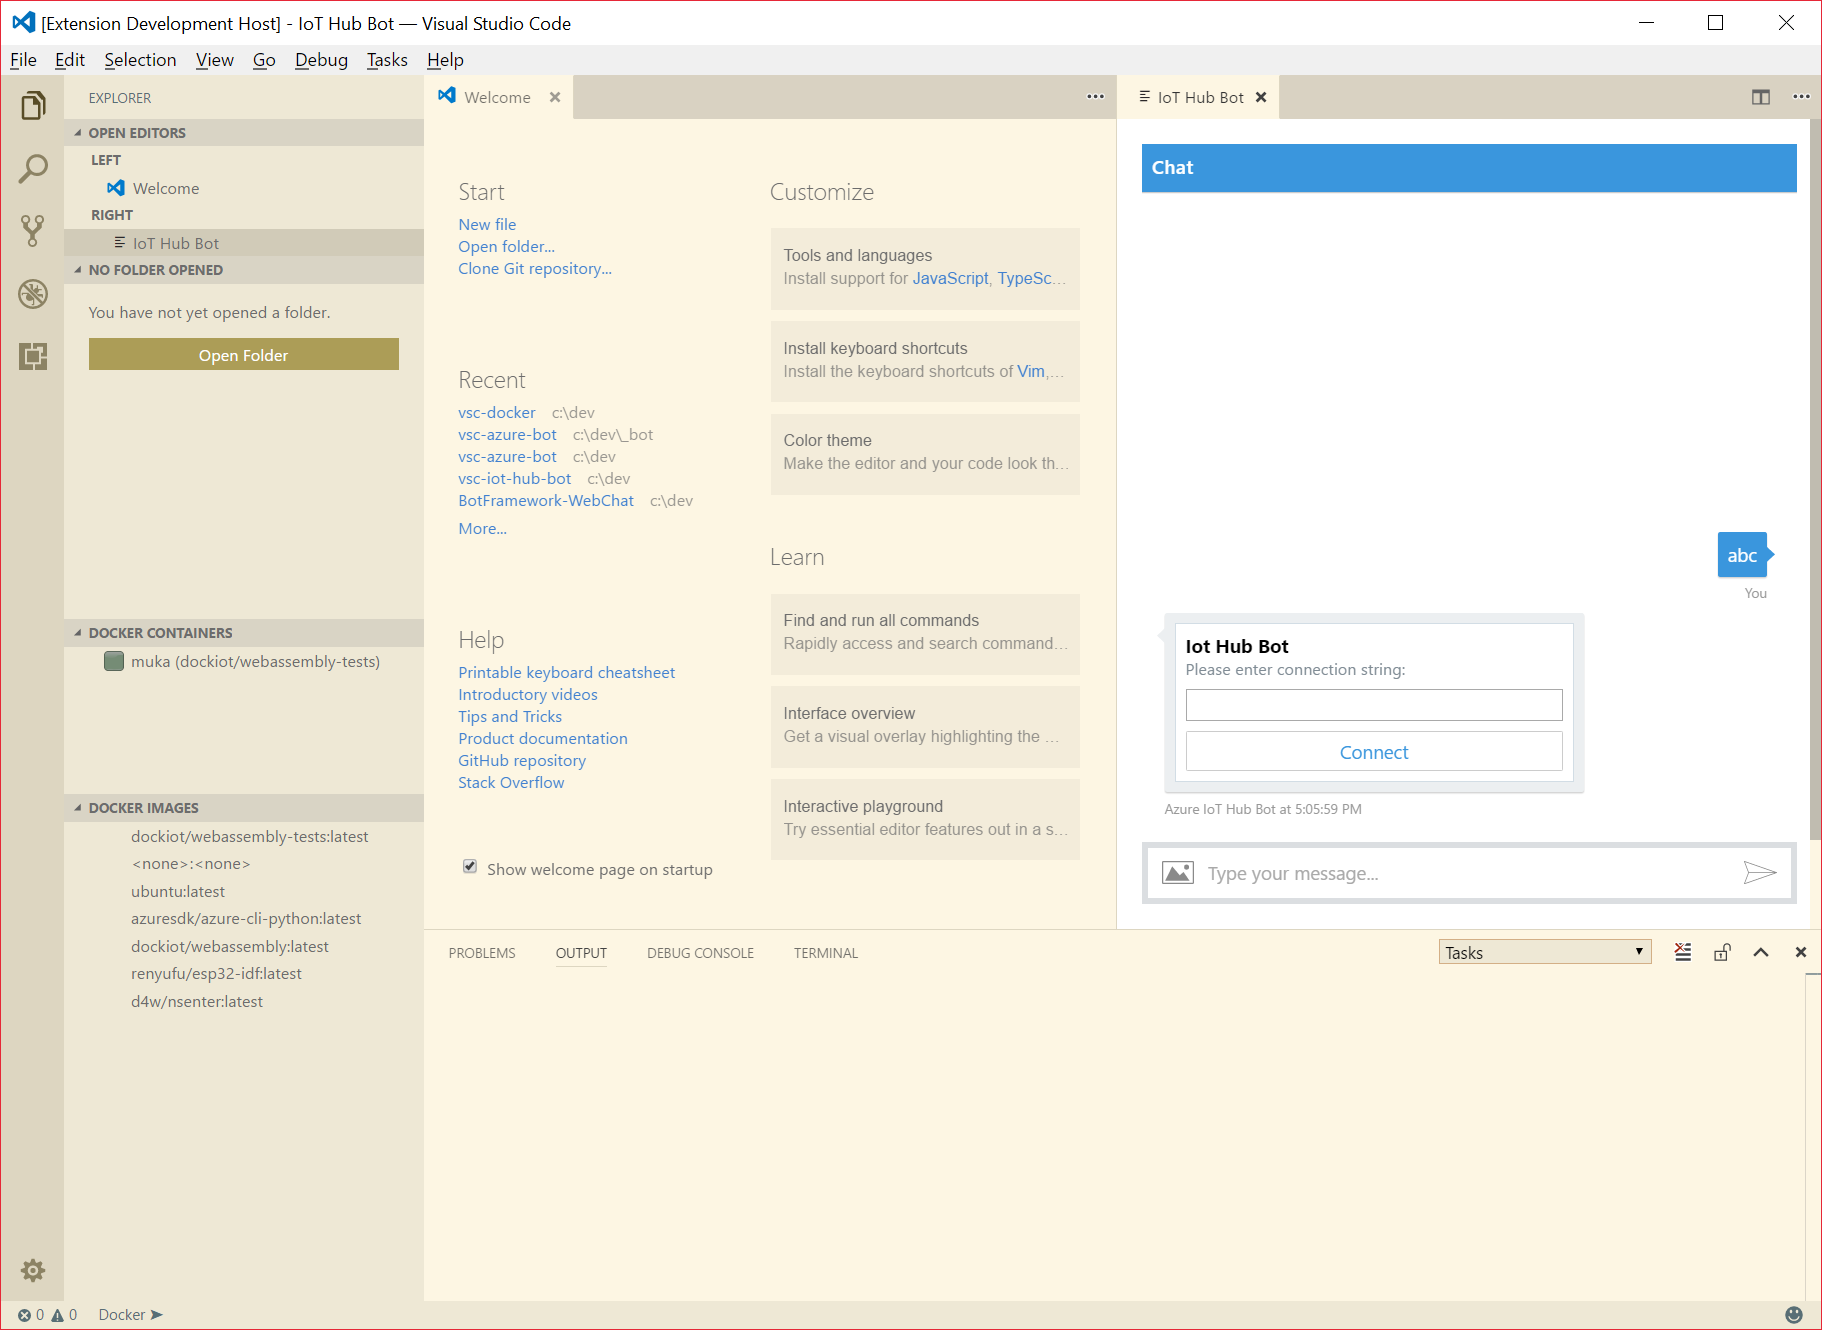 [Extension Development Host] - IoT Hub Bot — Visual Studio Code
File Edit Selection View Go Debug Tasks Help
EXPLORER
OPEN EDITORS
LEFT
Welcome
RIGHT
IoT Hub Bot
NO FOLDER OPENED
You have not yet opened a folder.
Open Folder
DOCKER CONTAINERS
muka (dockiot/webassembly-tests)
DOCKER IMAGES
dockiot/webassembly-tests:latest
<none>:<none>
ubuntu:latest
azuresdk/azure-cli-python:latest
dockiot/webassembly:latest
renyufu/esp32-idf:latest
d4w/nsenter:latest
Welcome
Start
New file
Open folder...
Clone Git repository...
Recent
vsc-docker c:\dev
vsc-azure-bot c:\dev\_bot
vsc-azure-bot c:\dev
vsc-iot-hub-bot c:\dev
BotFramework-WebChat c:\dev
More...
Help
Printable keyboard cheatsheet
Introductory videos
Tips and Tricks
Product documentation
GitHub repository
Stack Overflow
Show welcome page on startup
Customize
Tools and languages
Install support for JavaScript, TypeSc...
Install keyboard shortcuts
Install the keyboard shortcuts of Vim,...
Color theme
Make the editor and your code look th...
Learn
Find and run all commands
Rapidly access and search command...
Interface overview
Get a visual overlay highlighting the ...
Interactive playground
Try essential editor features out in a s...
IoT Hub Bot
Chat
abc
You
Iot Hub Bot
Please enter connection string:
Connect
Azure IoT Hub Bot at 5:05:59 PM
Type your message...
PROBLEMS OUTPUT DEBUG CONSOLE TERMINAL
Tasks
0 0 Docker